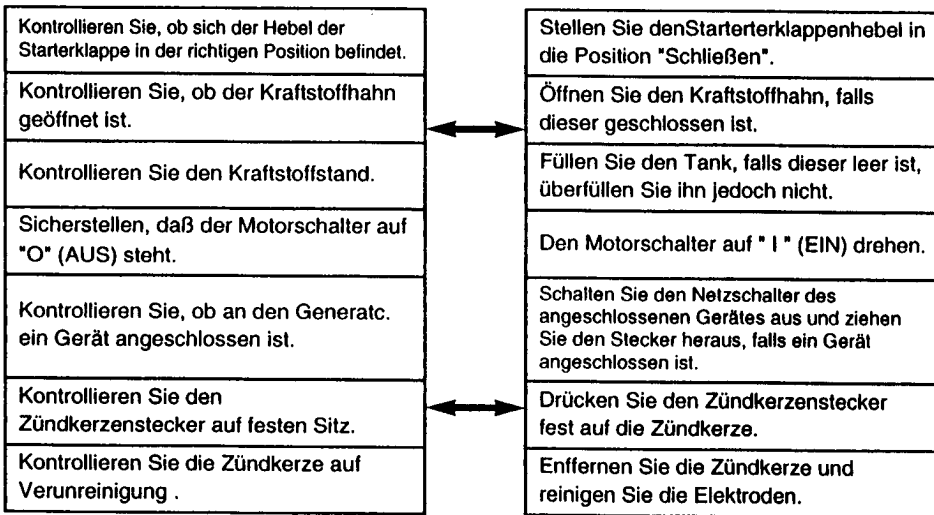 Kontrollieren Sie, ob sich der Hebel der
Starterklappe in der richtigen Position befindet.
Kontrollieren Sie, ob der Kraftstoffhahn
geöffnet ist.
Kontrollieren Sie den Kraftstoffstand.
Sicherstellen, daß der Motorschalter auf
"O" (AUS) steht.
Kontrollieren Sie, ob an den Generatc.
ein Gerät angeschlossen ist.
Kontrollieren Sie den
Zündkerzenstecker auf festen Sitz.
Kontrollieren Sie die Zündkerze auf
Verunreinigung .
Stellen Sie denStarterterklappenhebel in
die Position "Schließen".
Öffnen Sie den Kraftstoffhahn, falls
dieser geschlossen ist.
Füllen Sie den Tank, falls dieser leer ist,
überfüllen Sie ihn jedoch nicht.
Den Motorschalter auf " I " (EIN) drehen.
Schalten Sie den Netzschalter des
angeschlossenen Gerätes aus und ziehen
Sie den Stecker heraus, falls ein Gerät
angeschlossen ist.
Drücken Sie den Zündkerzenstecker
fest auf die Zündkerze.
Enffernen Sie die Zündkerze und
reinigen Sie die Elektroden.